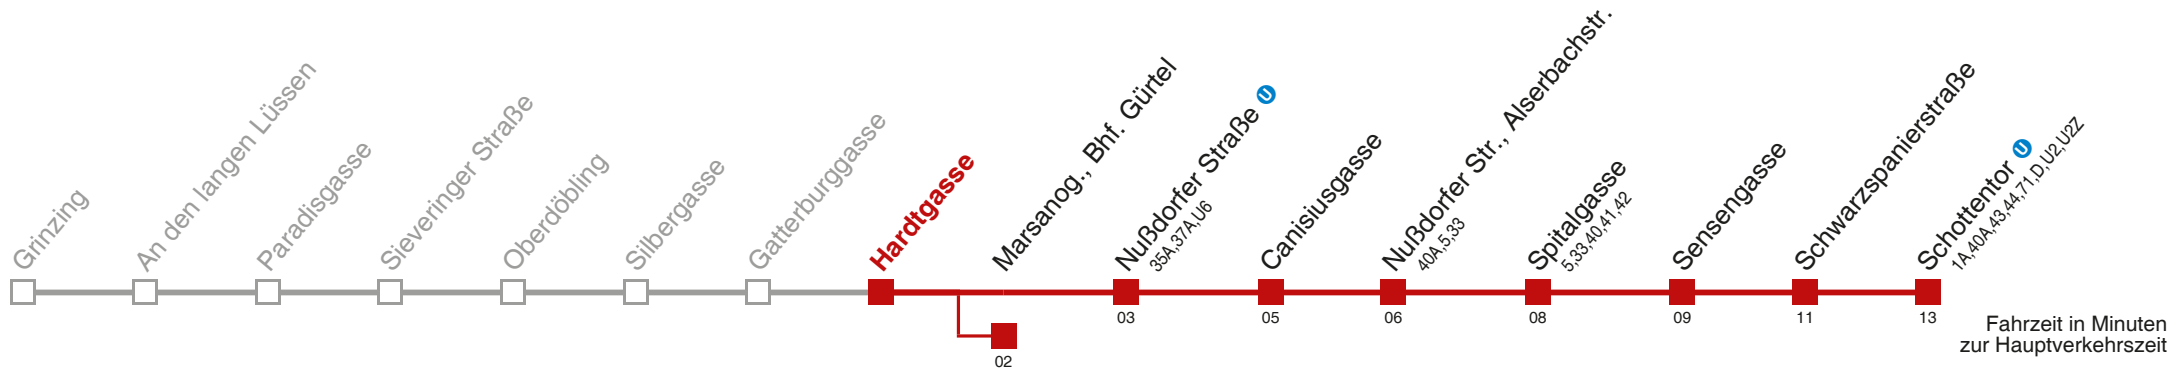 Grinzing
An den langen Lüssen
Paradisgasse
Sieveringer Straße
Oberdöbling
Silbergasse
Gatterburggasse
Hardtgasse
Marsanog., Bhf. Gürtel
Nußdorfer Straße U
35A,37A,U6
Canisiusgasse
Nußdorfer Str., Alserbachstr.
40A,5,33
Spitalgasse
5,33,40,41,42
Sensengasse
Schwarzspanierstraße
Schottentor U
1A,40A,43,44,71,D,U2,U2Z
03
05
06
08
09
11
13
02
Fahrzeit in Minuten
zur Hauptverkehrszeit